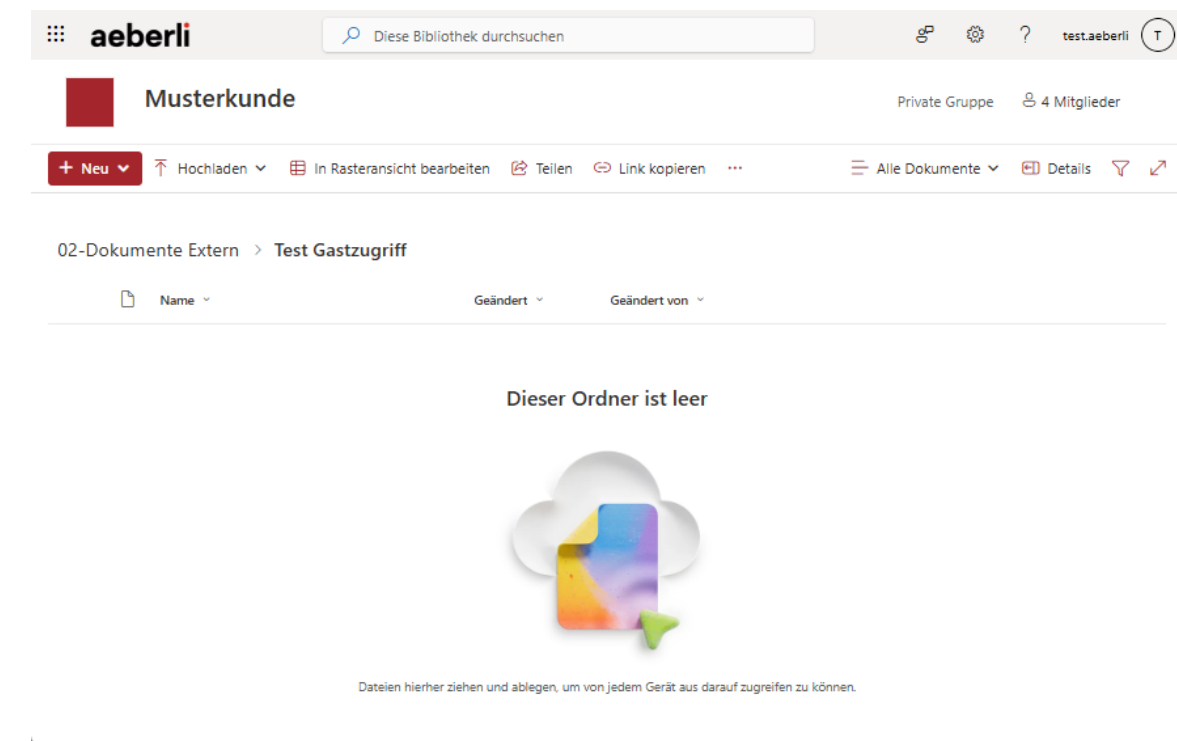 aeberli
Diese Bibliothek durchsuchen
? test.aeberli T
Musterkunde
Private Gruppe 4 Mitglieder
+ Neu Hochladen In Rasteransicht bearbeiten Teilen Link kopieren ... Alle Dokumente Details
02-Dokumente Extern > Test Gastzugriff
Name Geändert Geändert von
Dieser Ordner ist leer
Dateien hierher ziehen und ablegen, um von jedem Gerät aus darauf zugreifen zu können.